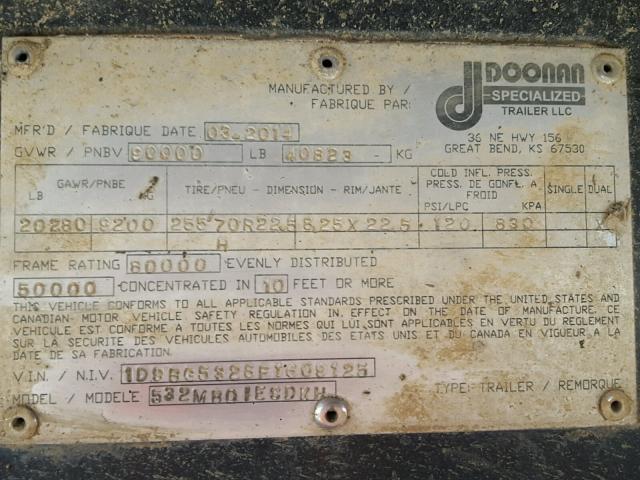 DOONAN
SPECIALIZED
TRAILER LLC
MANUFACTURED BY /
FABRIQUE PAR:
36 NE HWY 156
GREAT BEND, KS 67530
MFR'D / FABRIQUE DATE 03-2014
GVWR / PNBV 90000 LB 40823 - KG
GAWR/PNBE TIRE/PNEU - DIMENSION - RIM/JANTE COLD INFL. PRESS. SINGLE DUAL
PRESS. DE GONFL. A
FROID
LB KG PSI/LPC KPA
20280 9200 255 70R22.5 8.25X 22.5 120 830 X
H
FRAME RATING 60000 EVENLY DISTRIBUTED
50000 CONCENTRATED IN 10 FEET OR MORE
THIS VEHICLE CONFORMS TO ALL APPLICABLE STANDARDS PRESCRIBED UNDER THE UNITED STATES AND
CANADIAN MOTOR VEHICLE SAFETY REGULATION IN EFFECT ON THE DATE OF MANUFACTURE. CE
VEHICULE EST CONFORME A TOUTES LES NORMES QUI LUI SONT APPLICABLES EN VERTU DU REGLEMENT
SUR LA SECURITE DES VEHICULES AUTOMOBILES DES ETATS UNIS ET DU CANADA EN VIGUEUR A LA
DATE DE SA FABRICATION.
V.I.N. / N.I.V.
MODEL / MODELE TYPE: TRAILER / REMORQUE